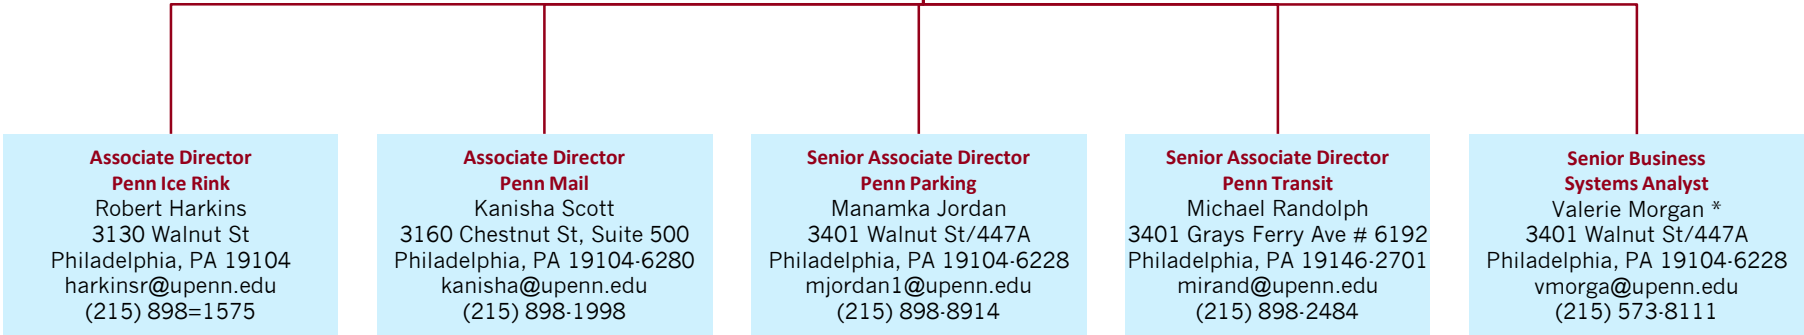 Associate Director
Penn Ice Rink
Robert Harkins
3130 Walnut St
Philadelphia, PA 19104
harkinsr@upenn.edu
(215) 898=1575
Associate Director
Penn Mail
Kanisha Scott
3160 Chestnut St, Suite 500
Philadelphia, PA 19104-6280
kanisha@upenn.edu
(215) 898-1998
Senior Associate Director
Penn Parking
Manamka Jordan
3401 Walnut St/447A
Philadelphia, PA 19104-6228
mjordan1@upenn.edu
(215) 898-8914
Senior Associate Director
Penn Transit
Michael Randolph
3401 Grays Ferry Ave # 6192
Philadelphia, PA 19146-2701
mirand@upenn.edu
(215) 898-2484
Senior Business
Systems Analyst
Valerie Morgan *
3401 Walnut St/447A
Philadelphia, PA 19104-6228
vmorga@upenn.edu
(215) 573-8111